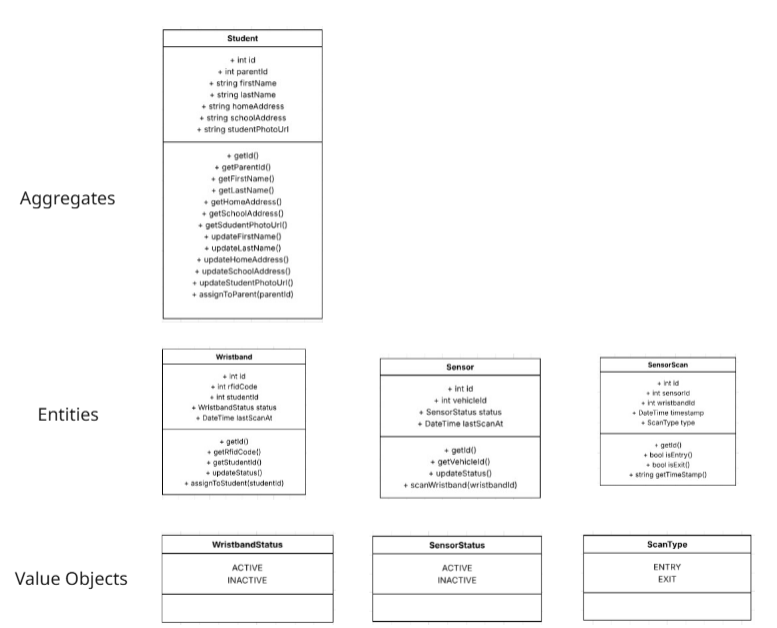 Student
+ int id
+ int parentId
+ string firstName
+ string lastName
+ string homeAddress
+ string schoolAddress
+ string studentPhotoUrl
+ getId()
+ getParentId()
+ getFirstName()
+ getLastName()
+ getHomeAddress()
+ getSchoolAddress()
+ getSdudentPhotoUrl()
+ updateFirstName()
+ updateLastName()
+ updateHomeAddress()
+ updateSchoolAddress()
+ updateStudentPhotoUrl()
+ assignToParent(parentId)
Aggregates
Entities
Wristband
+ int id
+ int rfidCode
+ int studentId
+ WristbandStatus status
+ DateTime lastScanAt
+ getId()
+ getRfidCode()
+ getStudentId()
+ updateStatus()
+ assignToStudent(studentId)
Sensor
+ int id
+ int vehicleId
+ SensorStatus status
+ DateTime lastScanAt
+ getId()
+ getVehicleId()
+ updateStatus()
+ scanWristband(wristbandId)
SensorScan
+ int id
+ int sensorId
+ int wristbandId
+ DateTime timestamp
+ ScanType type
+ getId()
+ bool isEntry()
+ bool isExit()
+ string getTimeStamp()
Value Objects
WristbandStatus
ACTIVE
INACTIVE
SensorStatus
ACTIVE
INACTIVE
ScanType
ENTRY
EXIT